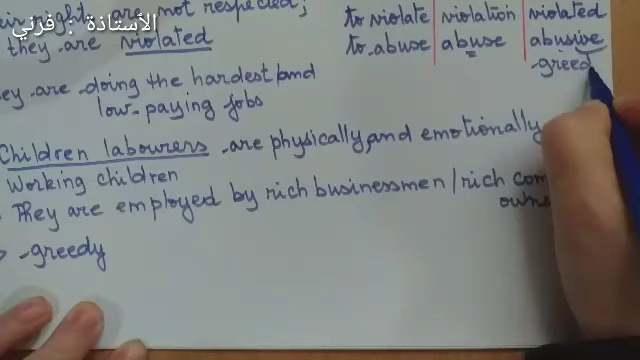 الأستاذة : فرني
right are not respected;
they are violated
to violate violation violated
to abuse abuse abusive
greed
ey are doing the hardest and
low-paying jobs
Children labourers are physically and emotionally
Working children
They are employed by rich businessmen / rich com
owne
greedy